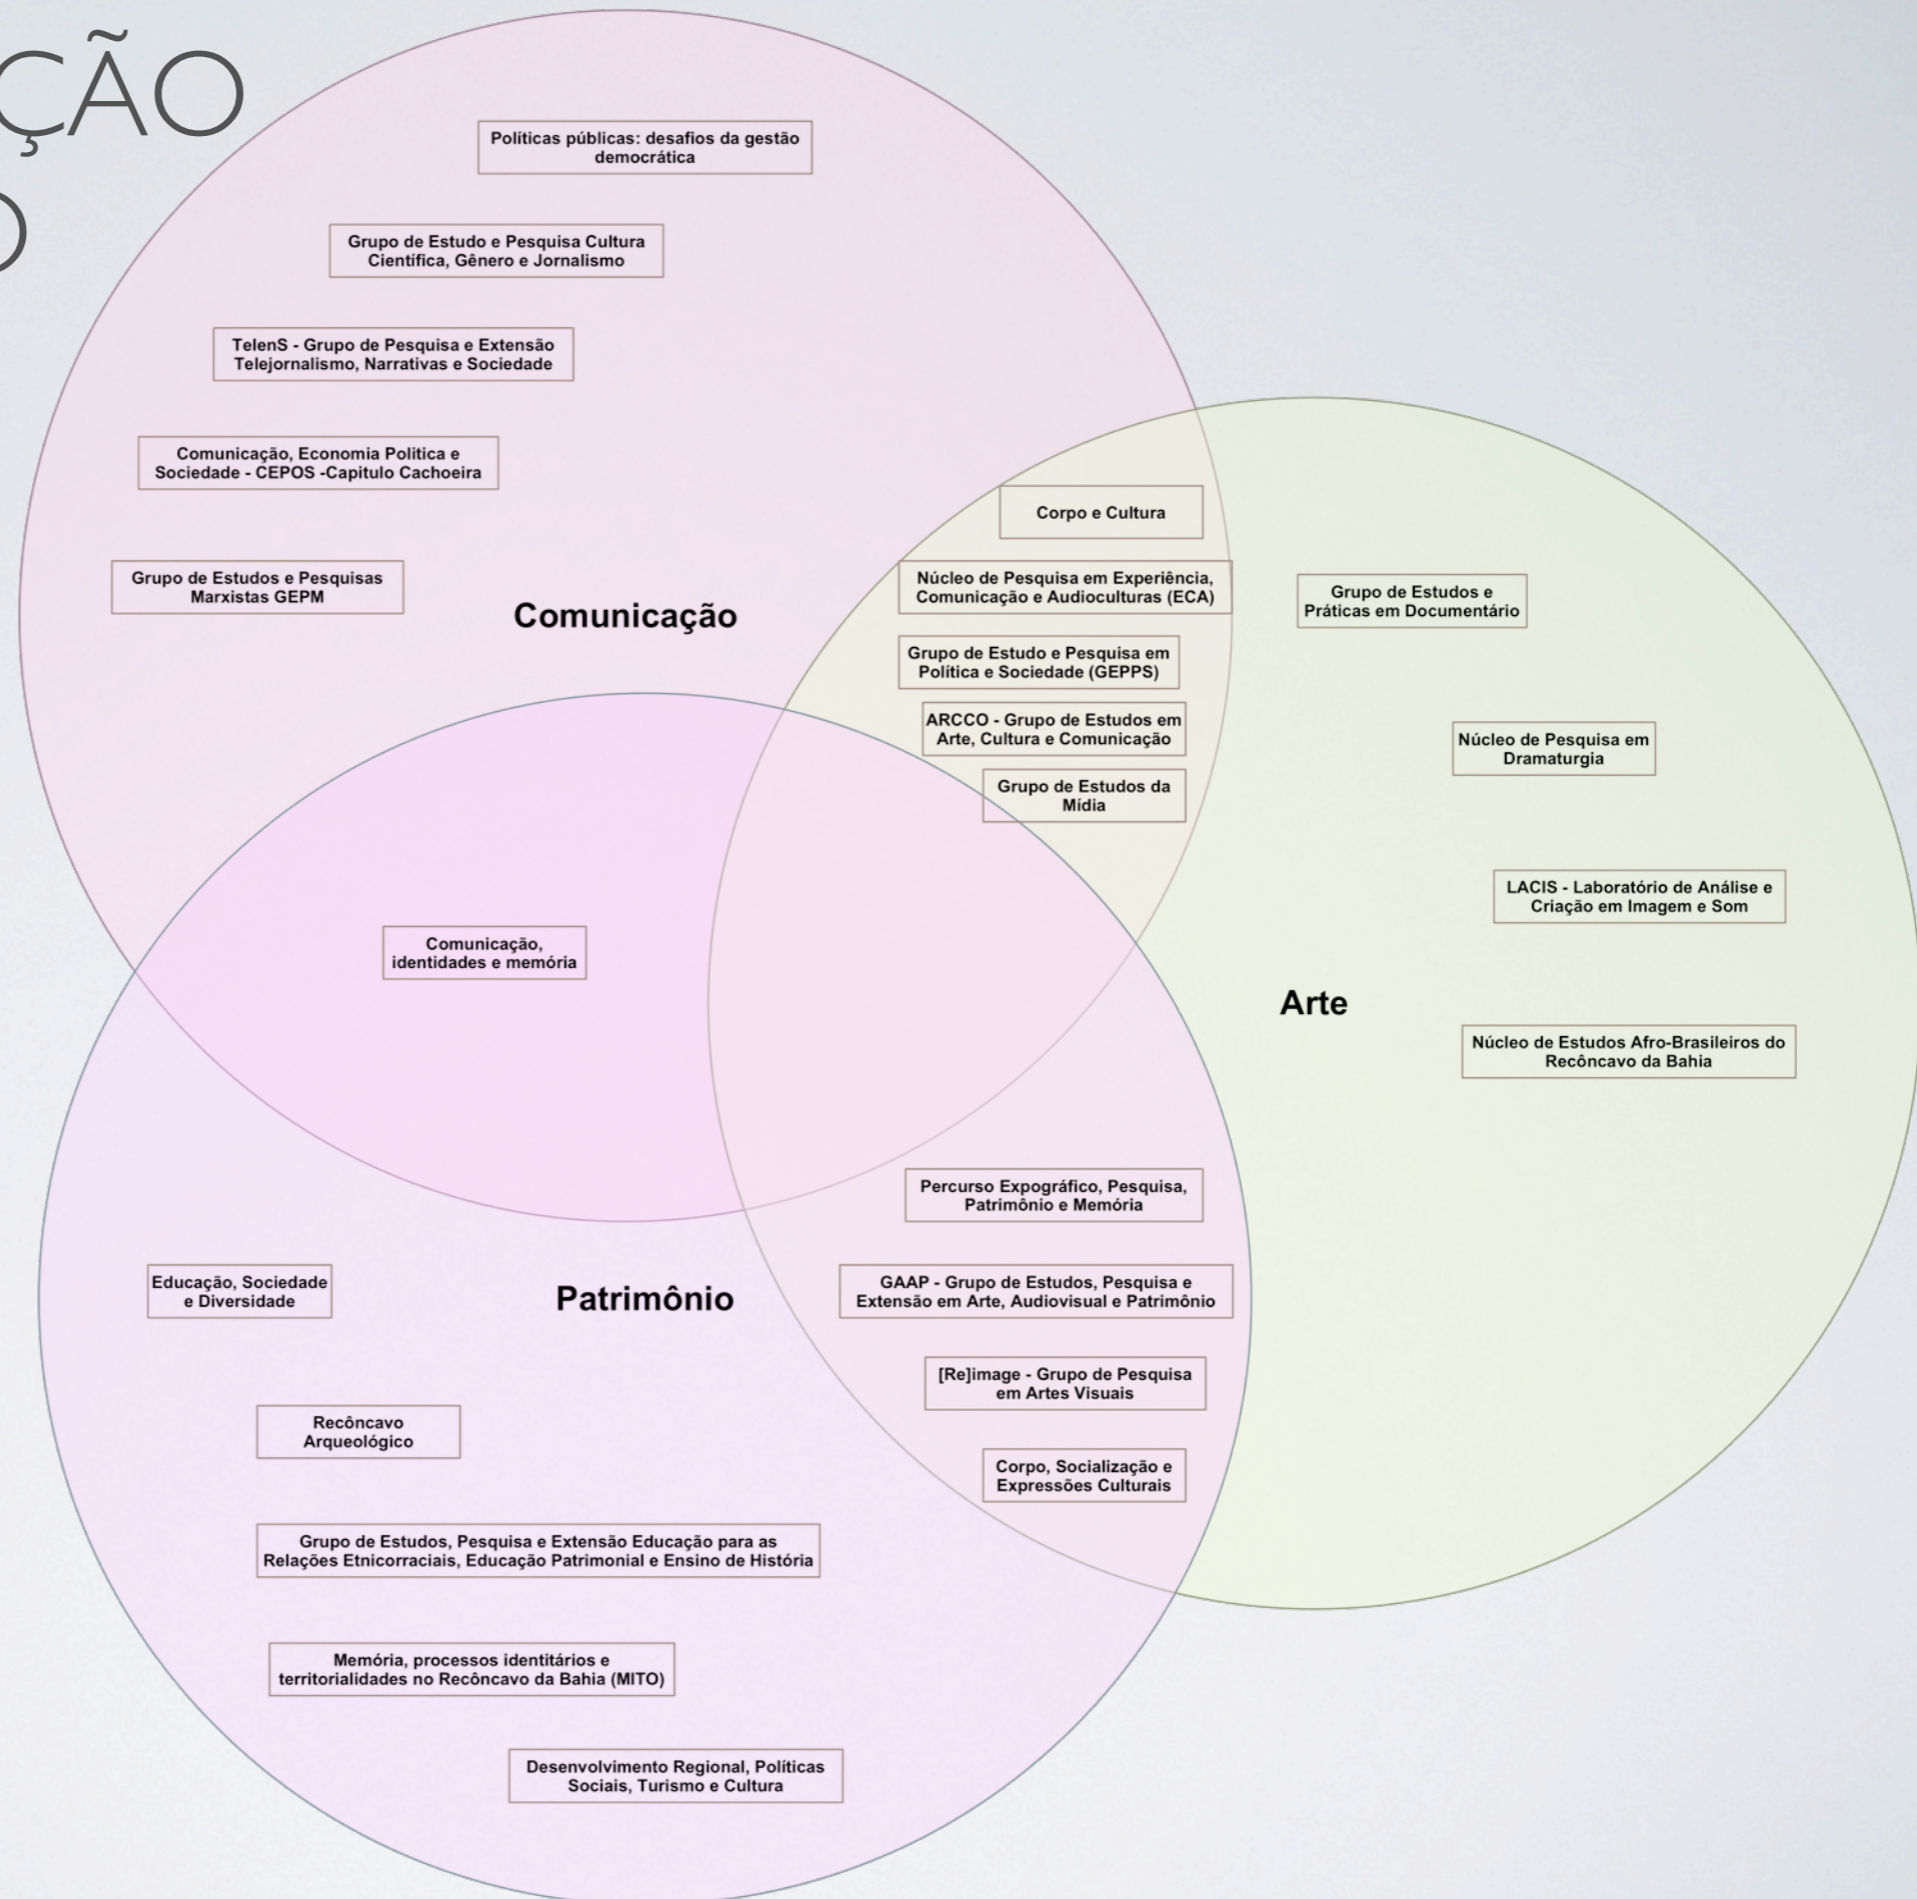 ÇÃO
Políticas públicas: desafios da gestão
democrática
Grupo de Estudo e Pesquisa Cultura
Científica, Gênero e Jornalismo
TelenS - Grupo de Pesquisa e Extensão
Telejornalismo, Narrativas e Sociedade
Comunicação, Economia Politica e
Sociedade - CEPOS -Capitulo Cachoeira
Grupo de Estudos e Pesquisas
Marxistas GEPM
Comunicação
Corpo e Cultura
Núcleo de Pesquisa em Experiência,
Comunicação e Audioculturas (ECA)
Grupo de Estudo e Pesquisa em
Política e Sociedade (GEPPS)
ARCCO - Grupo de Estudos em
Arte, Cultura e Comunicação
Grupo de Estudos da
Mídia
Grupo de Estudos e
Práticas em Documentário
Núcleo de Pesquisa em
Dramaturgia
LACIS - Laboratório de Análise e
Criação em Imagem e Som
Arte
Núcleo de Estudos Afro-Brasileiros do
Recôncavo da Bahia
Comunicação,
identidades e memória
Percurso Expográfico, Pesquisa,
Patrimônio e Memória
GAAP - Grupo de Estudos, Pesquisa e
Extensão em Arte, Audiovisual e Patrimônio
[Re]image - Grupo de Pesquisa
em Artes Visuais
Corpo, Socialização e
Expressões Culturais
Patrimônio
Educação, Sociedade
e Diversidade
Recôncavo
Arqueológico
Grupo de Estudos, Pesquisa e Extensão Educação para as
Relações Etnicorraciais, Educação Patrimonial e Ensino de História
Memória, processos identitários e
territorialidades no Recôncavo da Bahia (MITO)
Desenvolvimento Regional, Políticas
Sociais, Turismo e Cultura